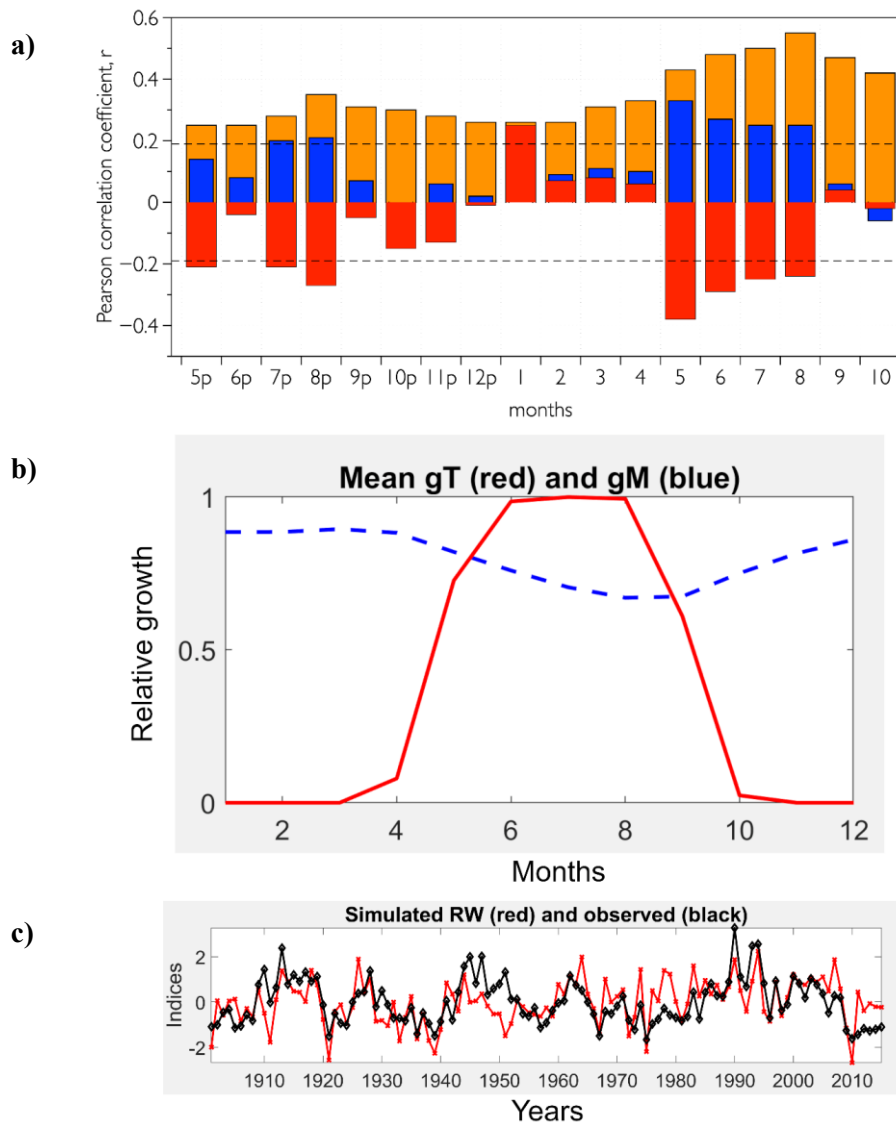 a)
Pearson correlation coefficient, r
0.6
0.4
0.2
0
−0.2
−0.4
5p 6p 7p 8p 9p 10p 11p 12p 1 2 3 4 5 6 7 8 9 10
months
b)
Mean gT (red) and gM (blue)
Relative growth
1
0.5
0
2 4 6 8 10 12
Months
c)
Simulated RW (red) and observed (black)
Indices
2
0
-2
1910 1920 1930 1940 1950 1960 1970 1980 1990 2000 2010
Years